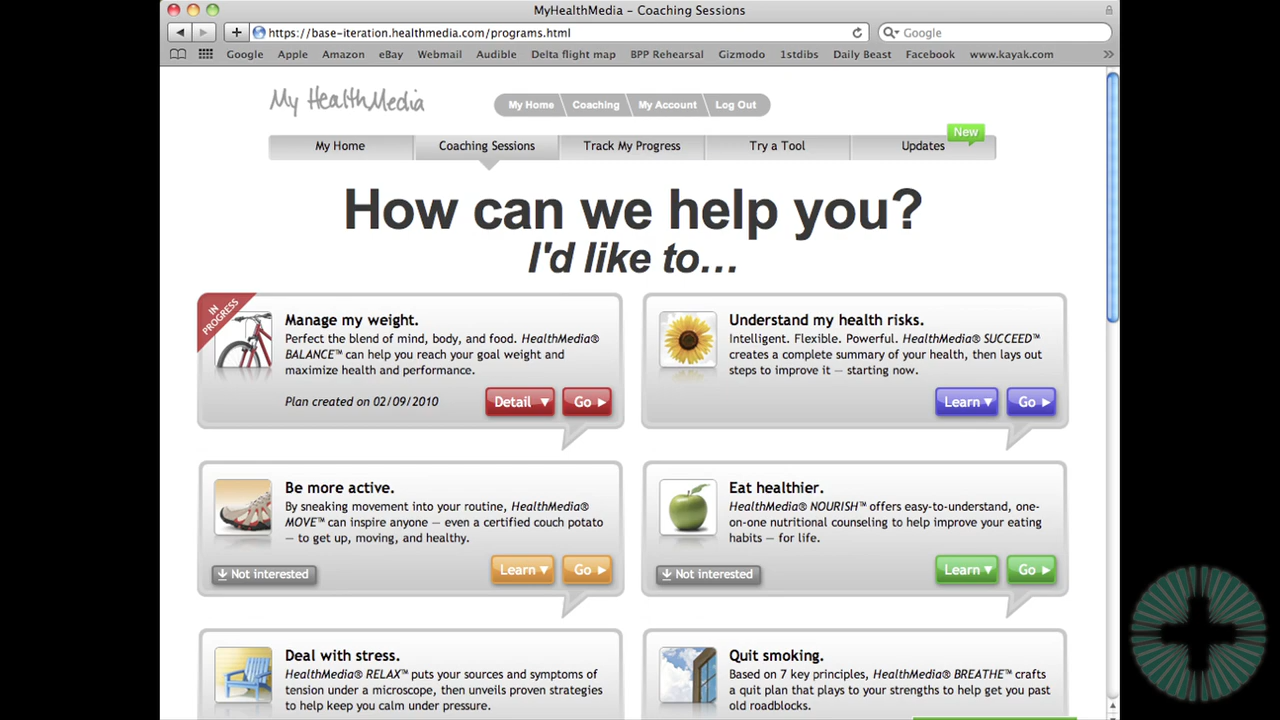 MyHealthMedia – Coaching Sessions
https://base-iteration.healthmedia.com/programs.html
Google
Google Apple Amazon eBay Webmail Audible Delta flight map BPP Rehearsal Gizmodo 1stdibs Daily Beast Facebook www.kayak.com
My HealthMedia
My Home Coaching My Account Log Out
New
My Home Coaching Sessions Track My Progress Try a Tool Updates
How can we help you?
I'd like to…
IN
PROGRESS
Manage my weight.
Perfect the blend of mind, body, and food. HealthMedia®
BALANCE™ can help you reach your goal weight and
maximize health and performance.
Plan created on 02/09/2010
Detail Go
Understand my health risks.
Intelligent. Flexible. Powerful. HealthMedia® SUCCEED™
creates a complete summary of your health, then lays out
steps to improve it — starting now.
Learn Go
Be more active.
By sneaking movement into your routine, HealthMedia®
MOVE™ can inspire anyone — even a certified couch potato
— to get up, moving, and healthy.
Not interested
Learn Go
Eat healthier.
HealthMedia® NOURISH™ offers easy-to-understand, one-
on-one nutritional counseling to help improve your eating
habits — for life.
Not interested
Learn Go
Deal with stress.
HealthMedia® RELAX™ puts your sources and symptoms of
tension under a microscope, then unveils proven strategies
to help keep you calm under pressure.
Quit smoking.
Based on 7 key principles, HealthMedia® BREATHE™ crafts
a quit plan that plays to your strengths to help get you past
old roadblocks.